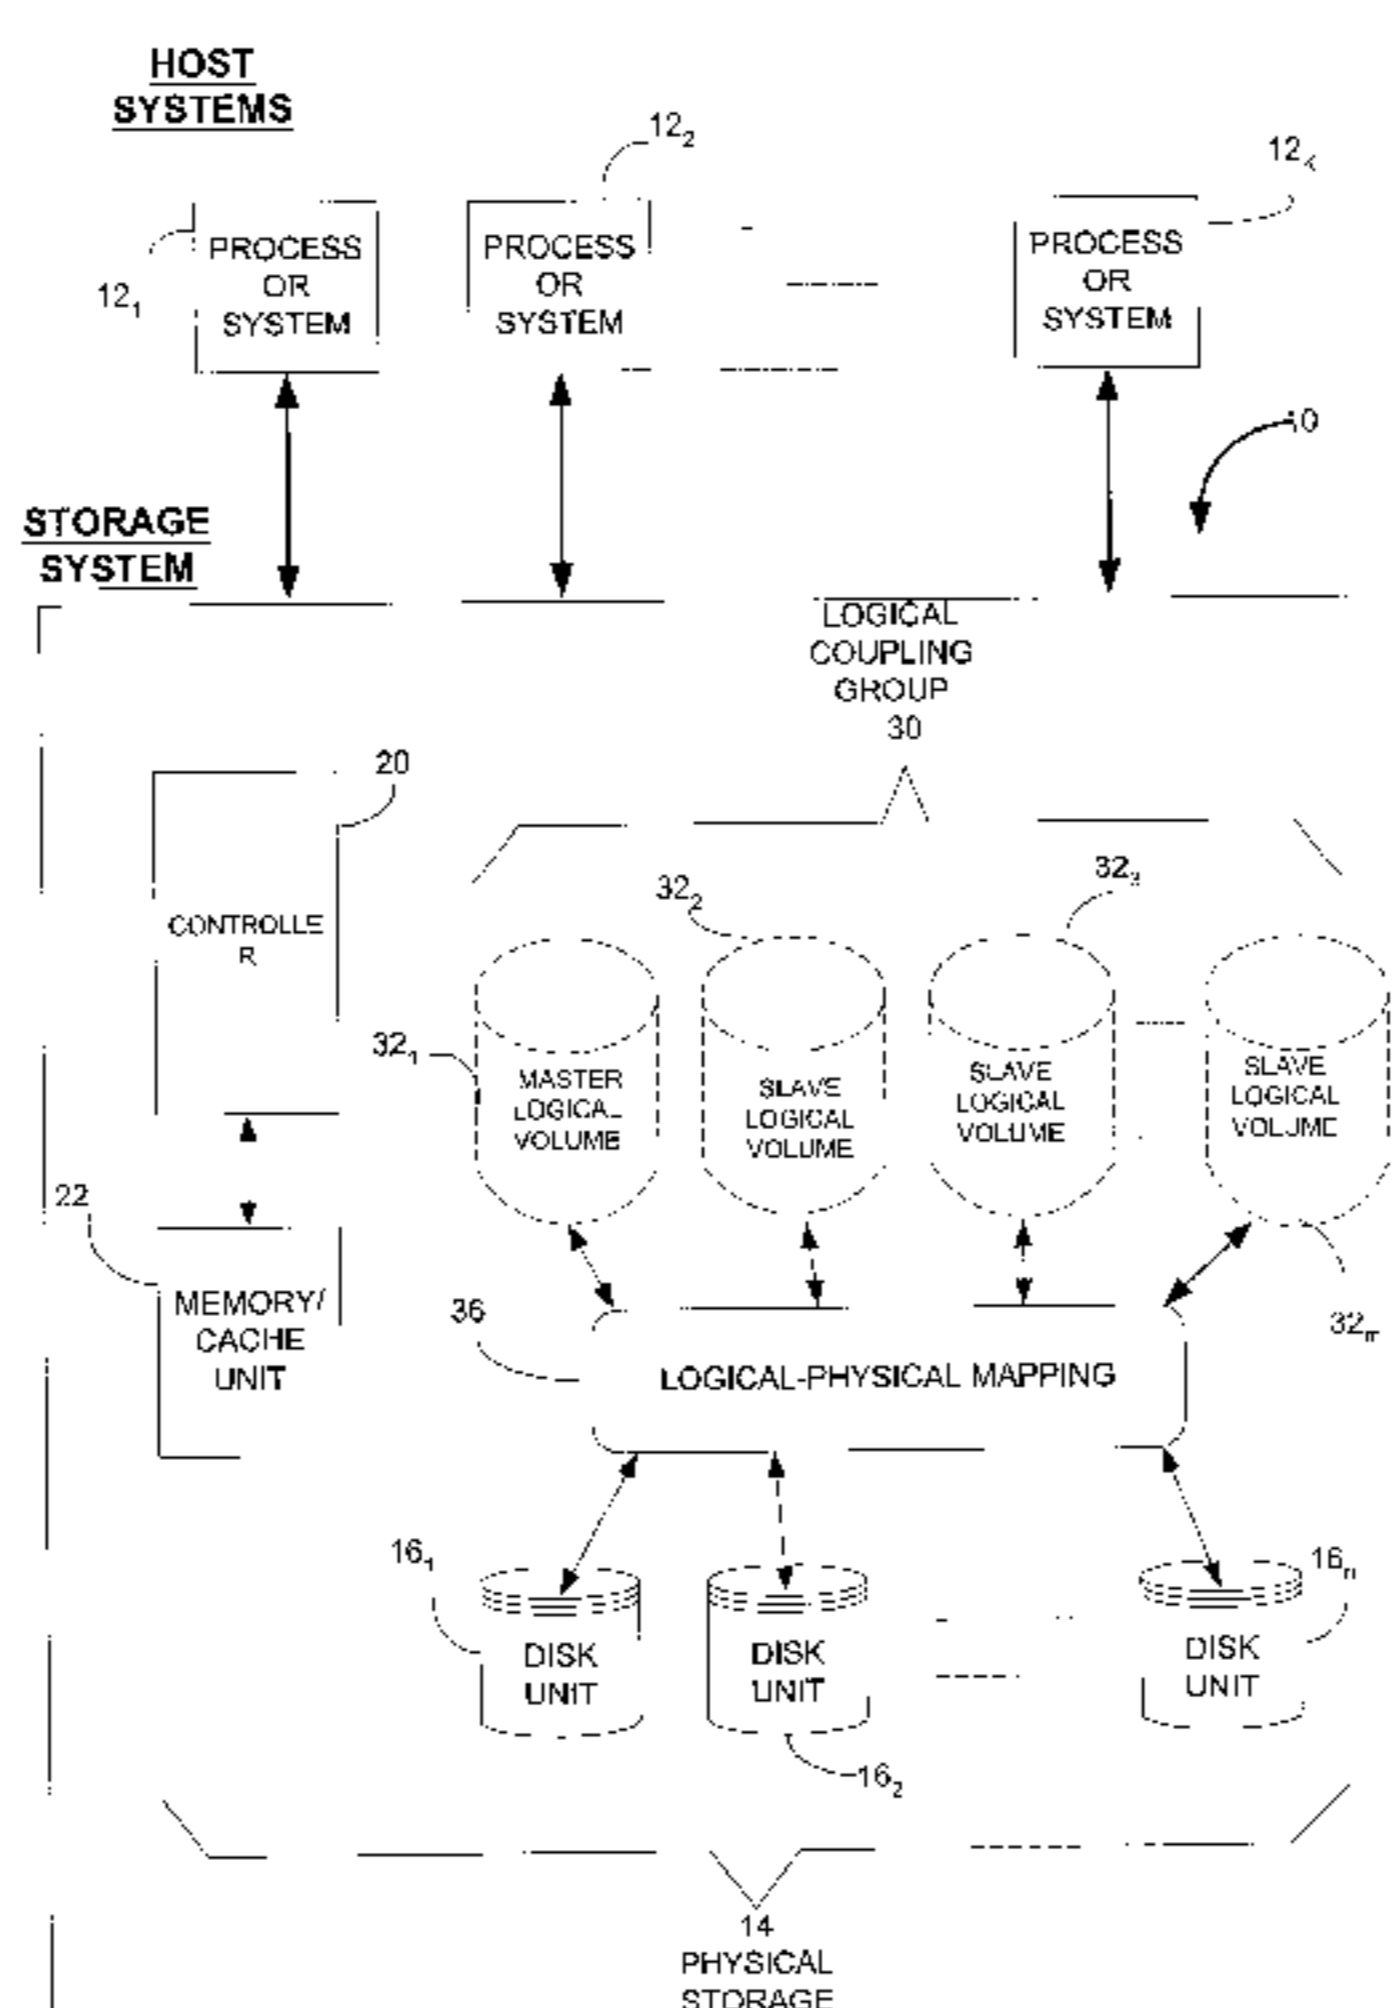 HOST
SYSTEMS
12₁
PROCESS
OR
SYSTEM
12₂
PROCESS
OR
SYSTEM
12ₖ
PROCESS
OR
SYSTEM
10
STORAGE
SYSTEM
LOGICAL
COUPLING
GROUP
30
20
CONTROLLE
R
22
MEMORY/
CACHE
UNIT
32₁
MASTER
LOGICAL
VOLUME
32₂
SLAVE
LOGICAL
VOLUME
32₃
SLAVE
LOGICAL
VOLUME
SLAVE
LOGICAL
VOLUME
32ₘ
36
LOGICAL-PHYSICAL MAPPING
16₁
DISK
UNIT
DISK
UNIT
16₂
16ₙ
DISK
UNIT
14
PHYSICAL
STORAGE